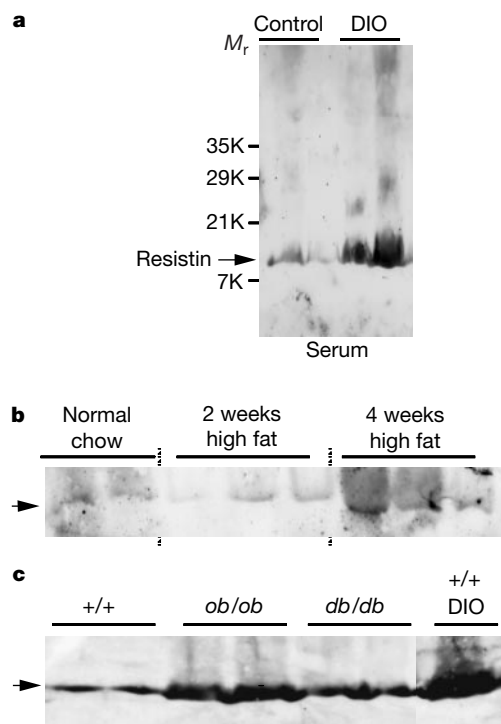 a
Control DIO
Mr
35K
29K
21K
Resistin
7K
Serum
b
Normal chow
2 weeks high fat
4 weeks high fat
c
+/+
ob/ob
db/db
+/+ DIO